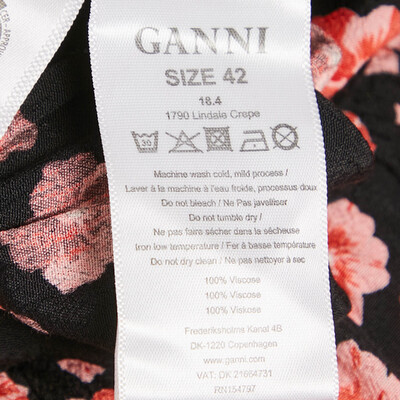 GANNI
SIZE 42
18.4
1790 Lindale Crepe
30
Machine wash cold, mild process /
Laver à la machine à l'eau froide, processus doux
Do not bleach / Ne pas javeliser
Do not tumble dry /
Ne pas faire sécher dans la sécheuse
Iron low temperature / Fer à basse température
Do not dry clean / Ne pas nettoyer à sec
100% Viscose
100% Viscose
100% Viscose
Frederiksholms Kanal 4B
DK-1220 Copenhagen
www.ganni.com
VAT: DK 21664731
RN154797